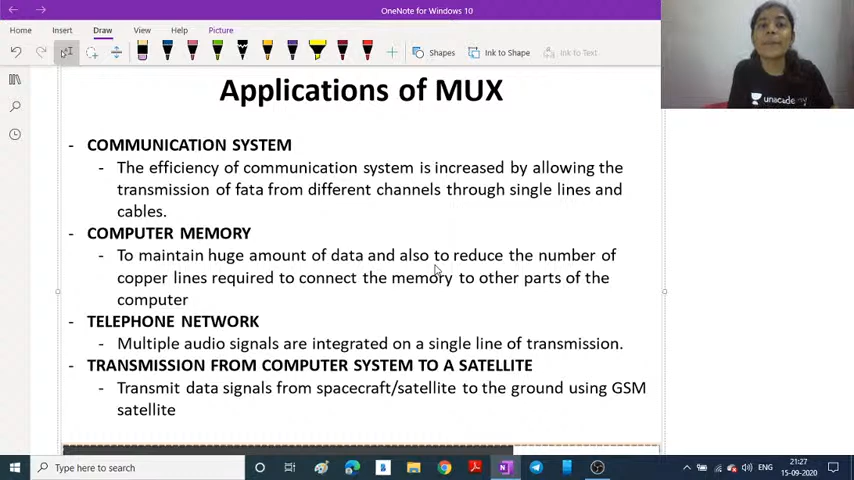 OneNote for Windows 10
Home Insert Draw View Help Picture
Shapes Ink to Shape Ink to Text
unacademy
Applications of MUX
- COMMUNICATION SYSTEM
- The efficiency of communication system is increased by allowing the
transmission of fata from different channels through single lines and
cables.
- COMPUTER MEMORY
- To maintain huge amount of data and also to reduce the number of
copper lines required to connect the memory to other parts of the
computer
- TELEPHONE NETWORK
- Multiple audio signals are integrated on a single line of transmission.
- TRANSMISSION FROM COMPUTER SYSTEM TO A SATELLITE
- Transmit data signals from spacecraft/satellite to the ground using GSM
satellite
Type here to search
ENG
21:27
15-09-2020